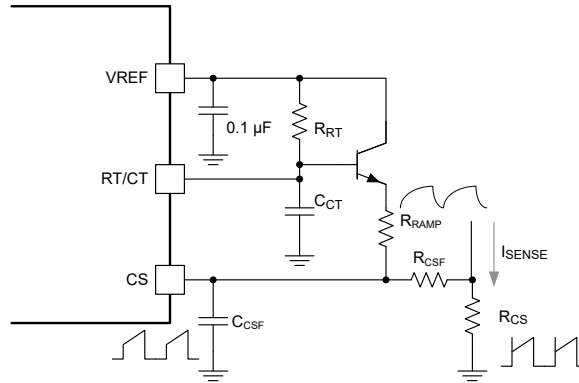 VREF
0.1 µF
RRT
RT/CT
CCT
RRAMP
ISENSE
RCSF
CS
CCSF
RCS